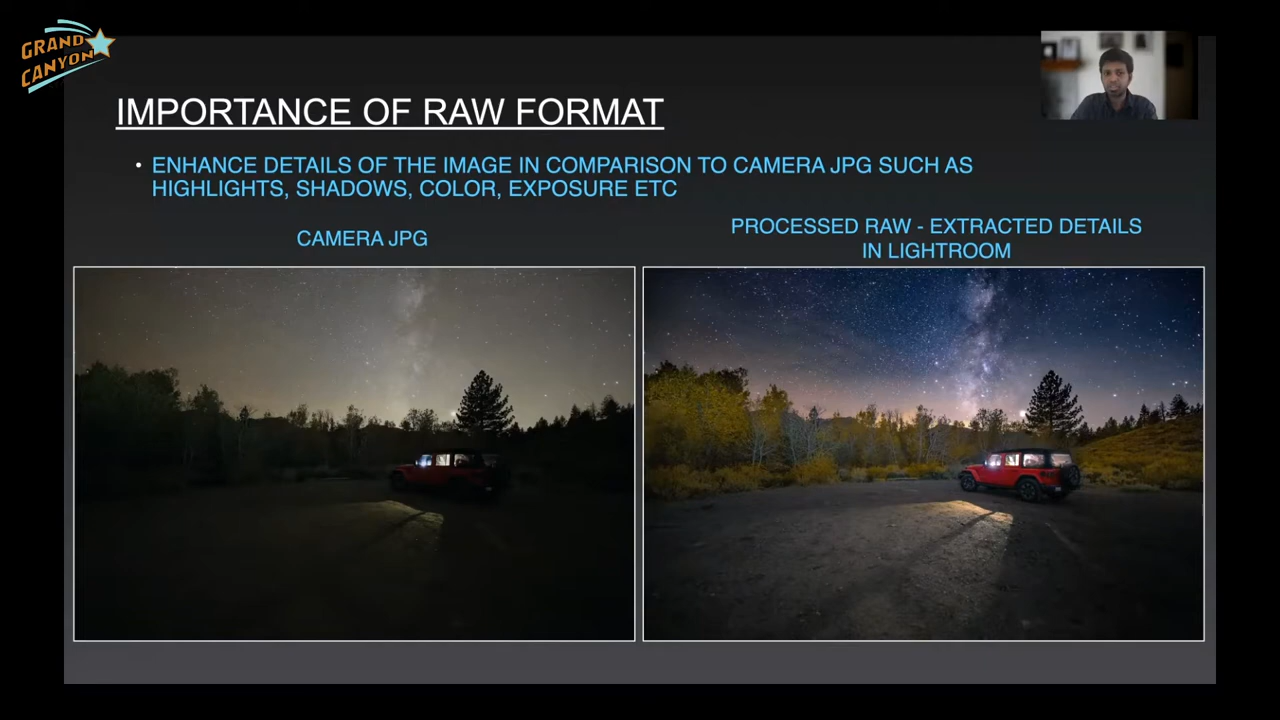 GRAND
CANYON
IMPORTANCE OF RAW FORMAT
• ENHANCE DETAILS OF THE IMAGE IN COMPARISON TO CAMERA JPG SUCH AS
HIGHLIGHTS, SHADOWS, COLOR, EXPOSURE ETC
CAMERA JPG
PROCESSED RAW - EXTRACTED DETAILS
IN LIGHTROOM